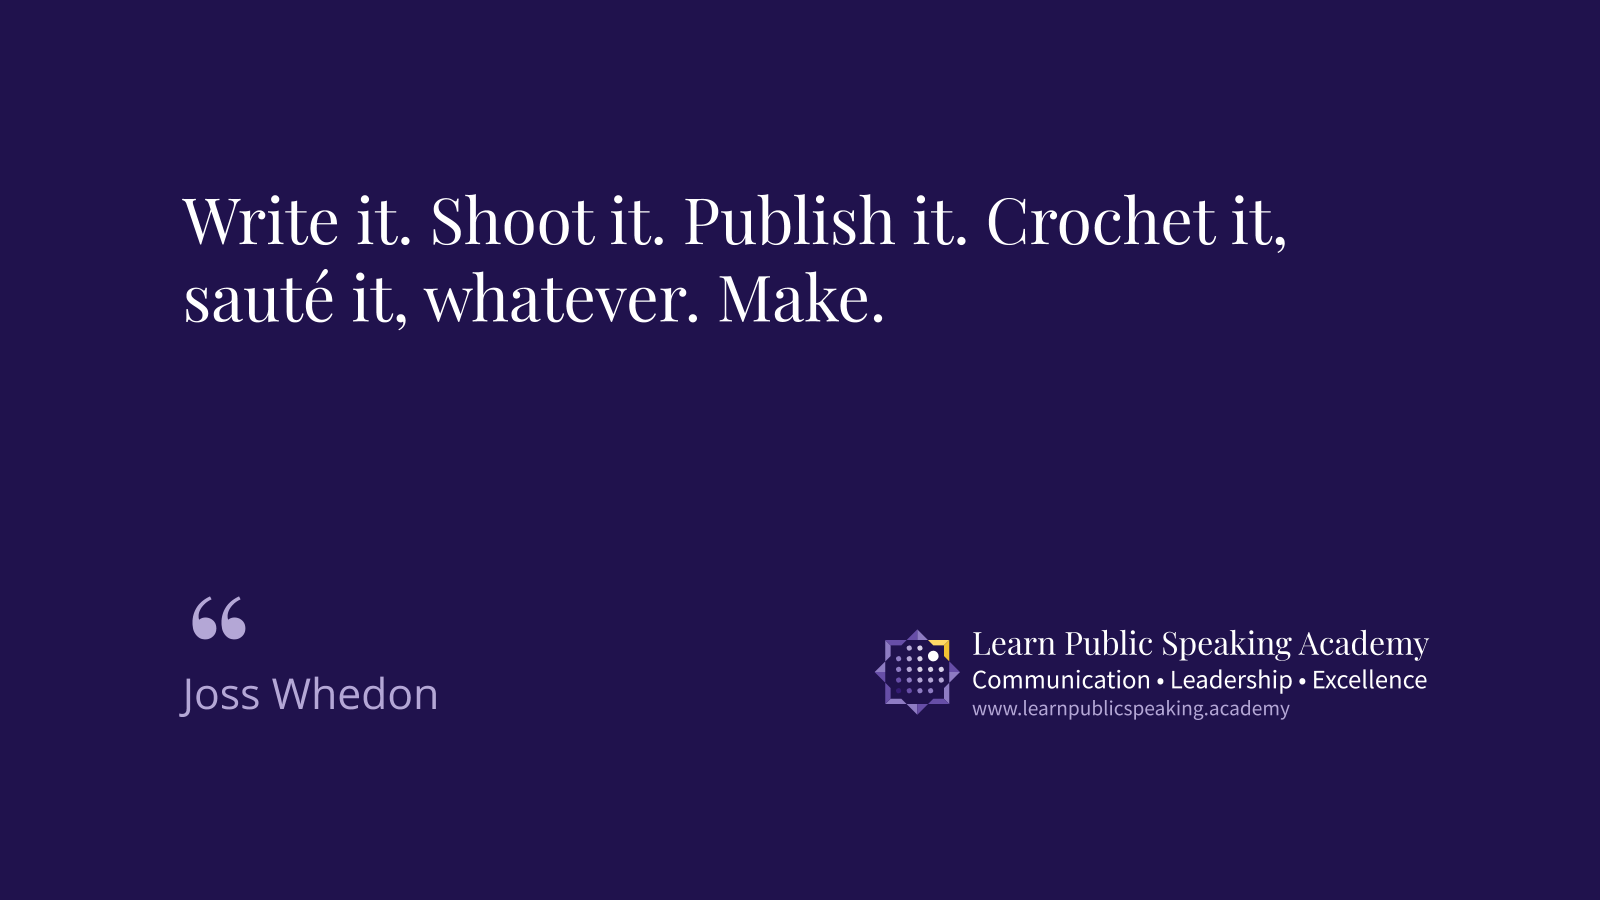 Write it. Shoot it. Publish it. Crochet it,
sauté it, whatever. Make.
“
Joss Whedon
Learn Public Speaking Academy
Communication • Leadership • Excellence
www.learnpublicspeaking.academy